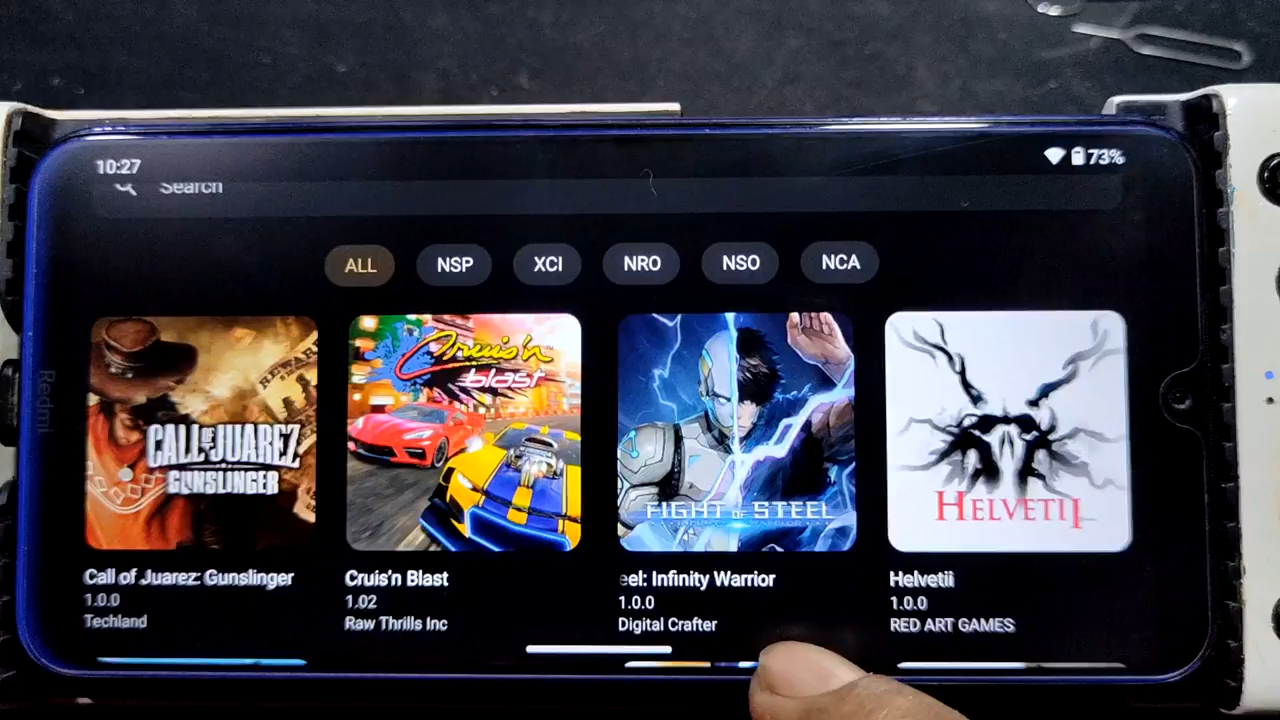 10:27
73%
Search
ALL
NSP
XCI
NRO
NSO
NCA
CALL OF JUAREZ
GUNSLINGER
Cruis'n
blast
FIGHT OF STEEL
HELVETII
Call of Juarez: Gunslinger
1.0.0
Techland
Cruis'n Blast
1.02
Raw Thrills Inc
eel: Infinity Warrior
1.0.0
Digital Crafter
Helvetii
1.0.0
RED ART GAMES
Redmi